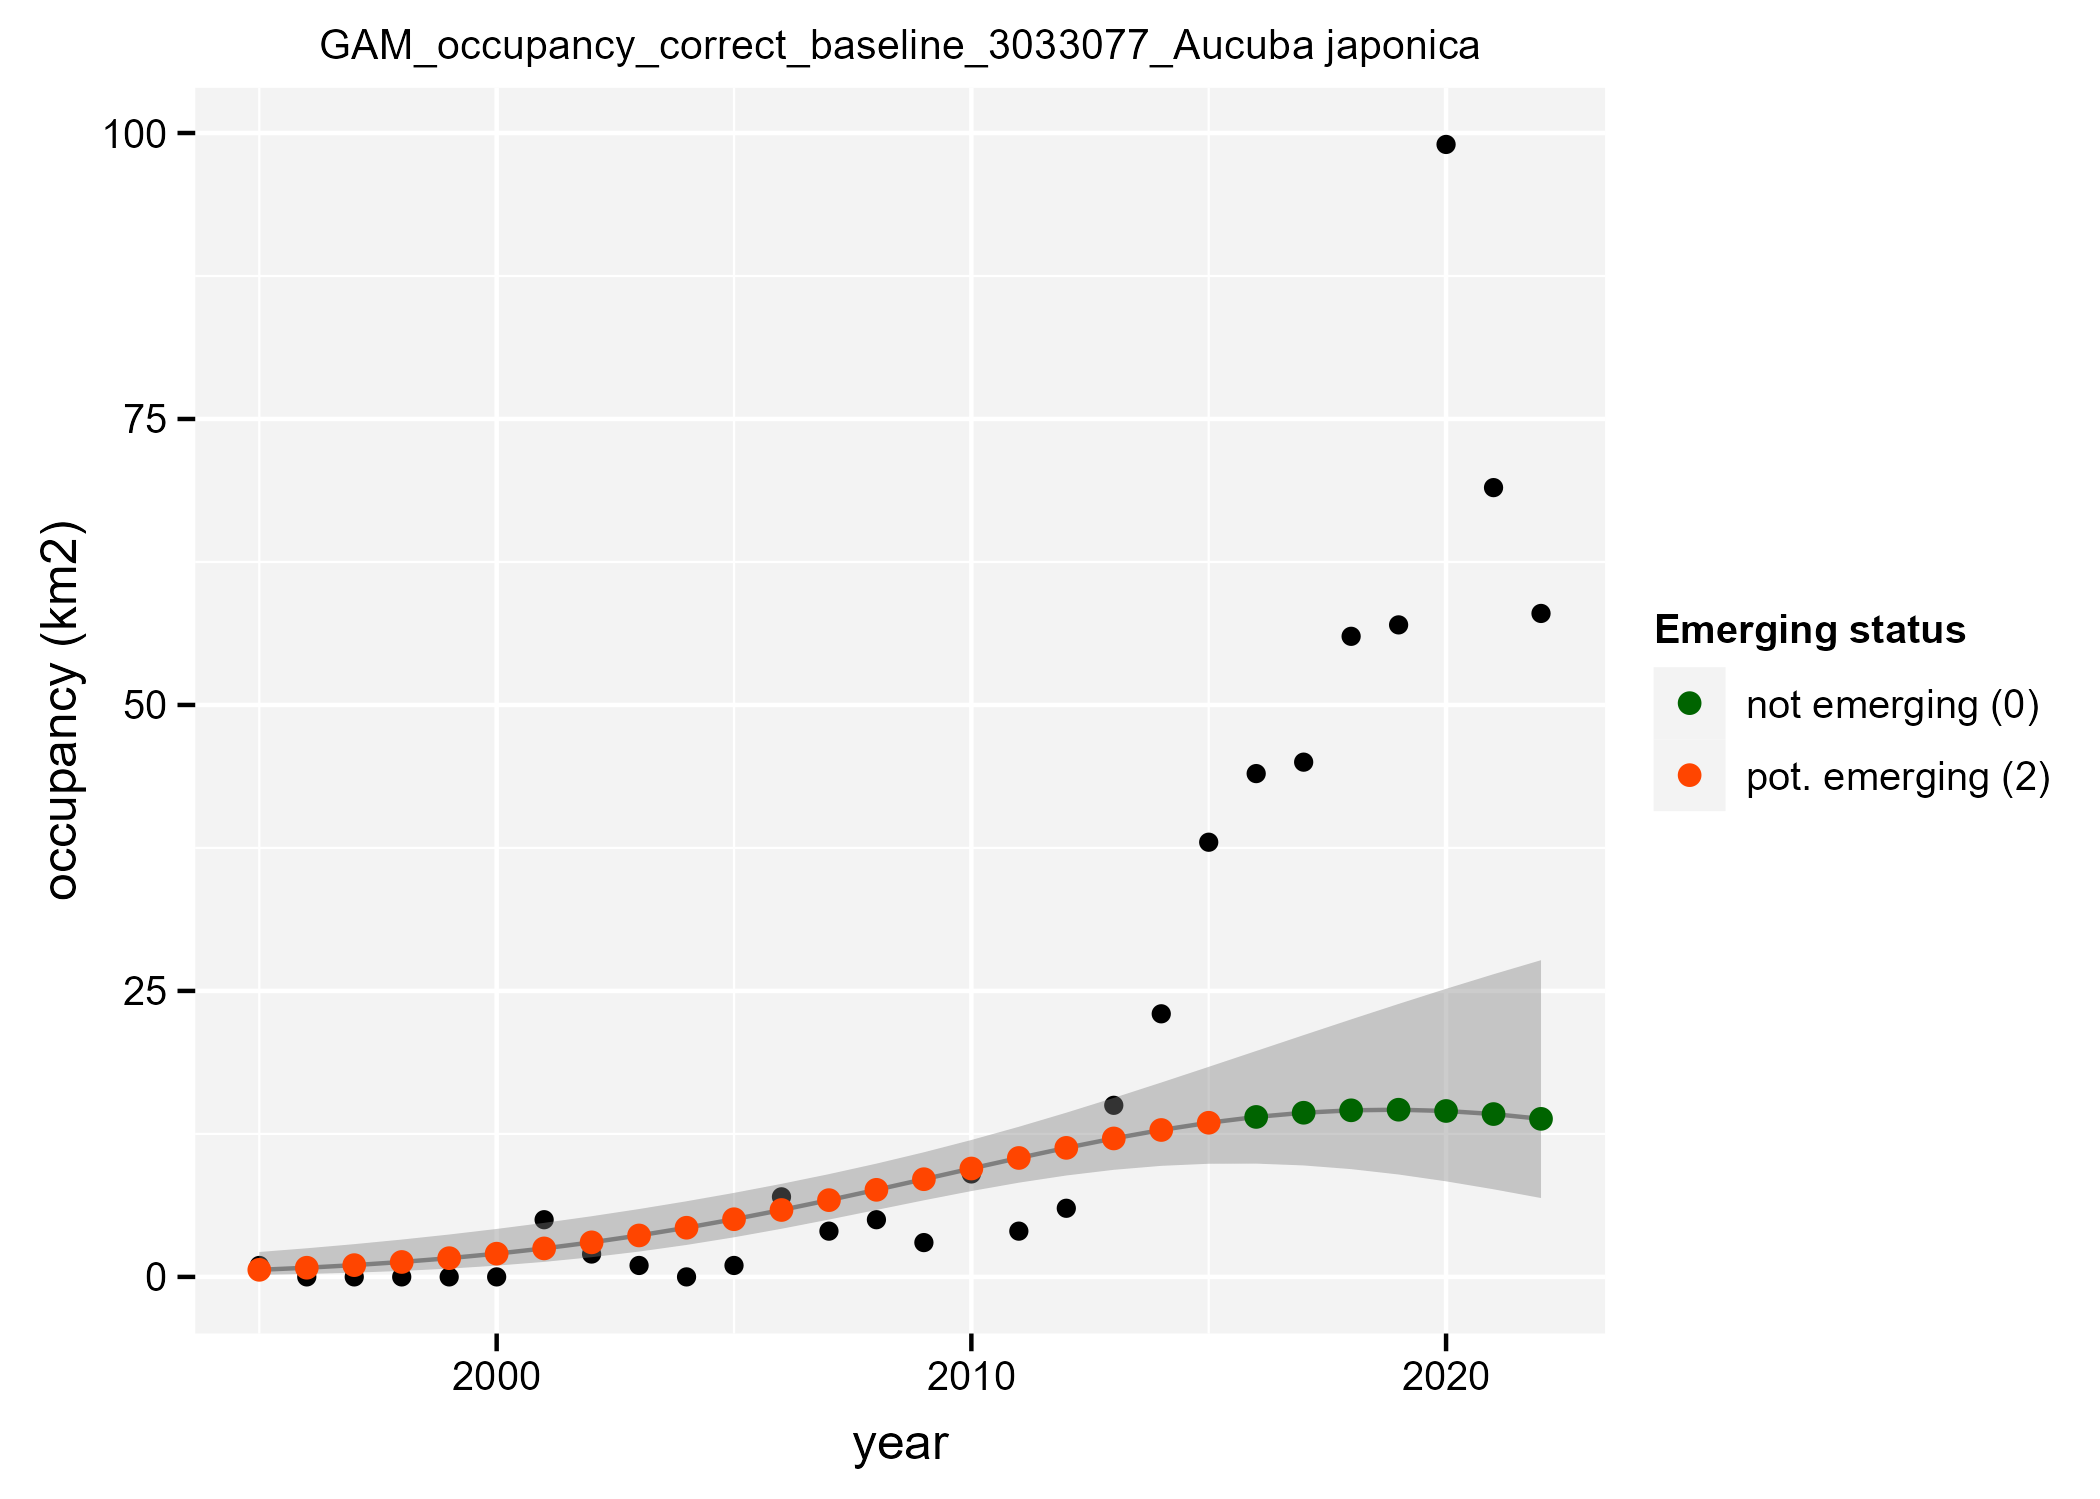 GAM_occupancy_correct_baseline_3033077_Aucuba japonica
100
75
50
25
0
occupancy (km2)
2000
2010
2020
year
Emerging status
not emerging (0)
pot. emerging (2)